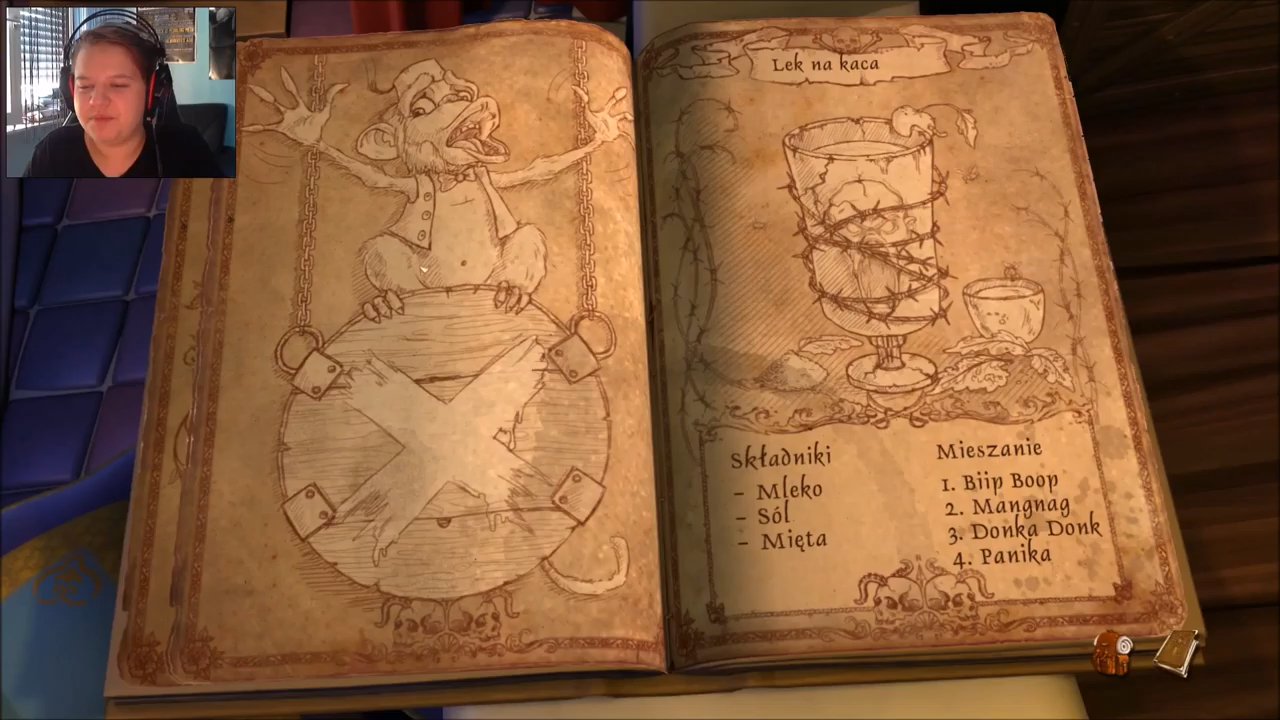 Lek na kaca
Składniki
- Mleko
- Sól
- Mięta
Mieszanie
1. Biip Boop
2. Mangnag
3. Donka Donk
4. Panika